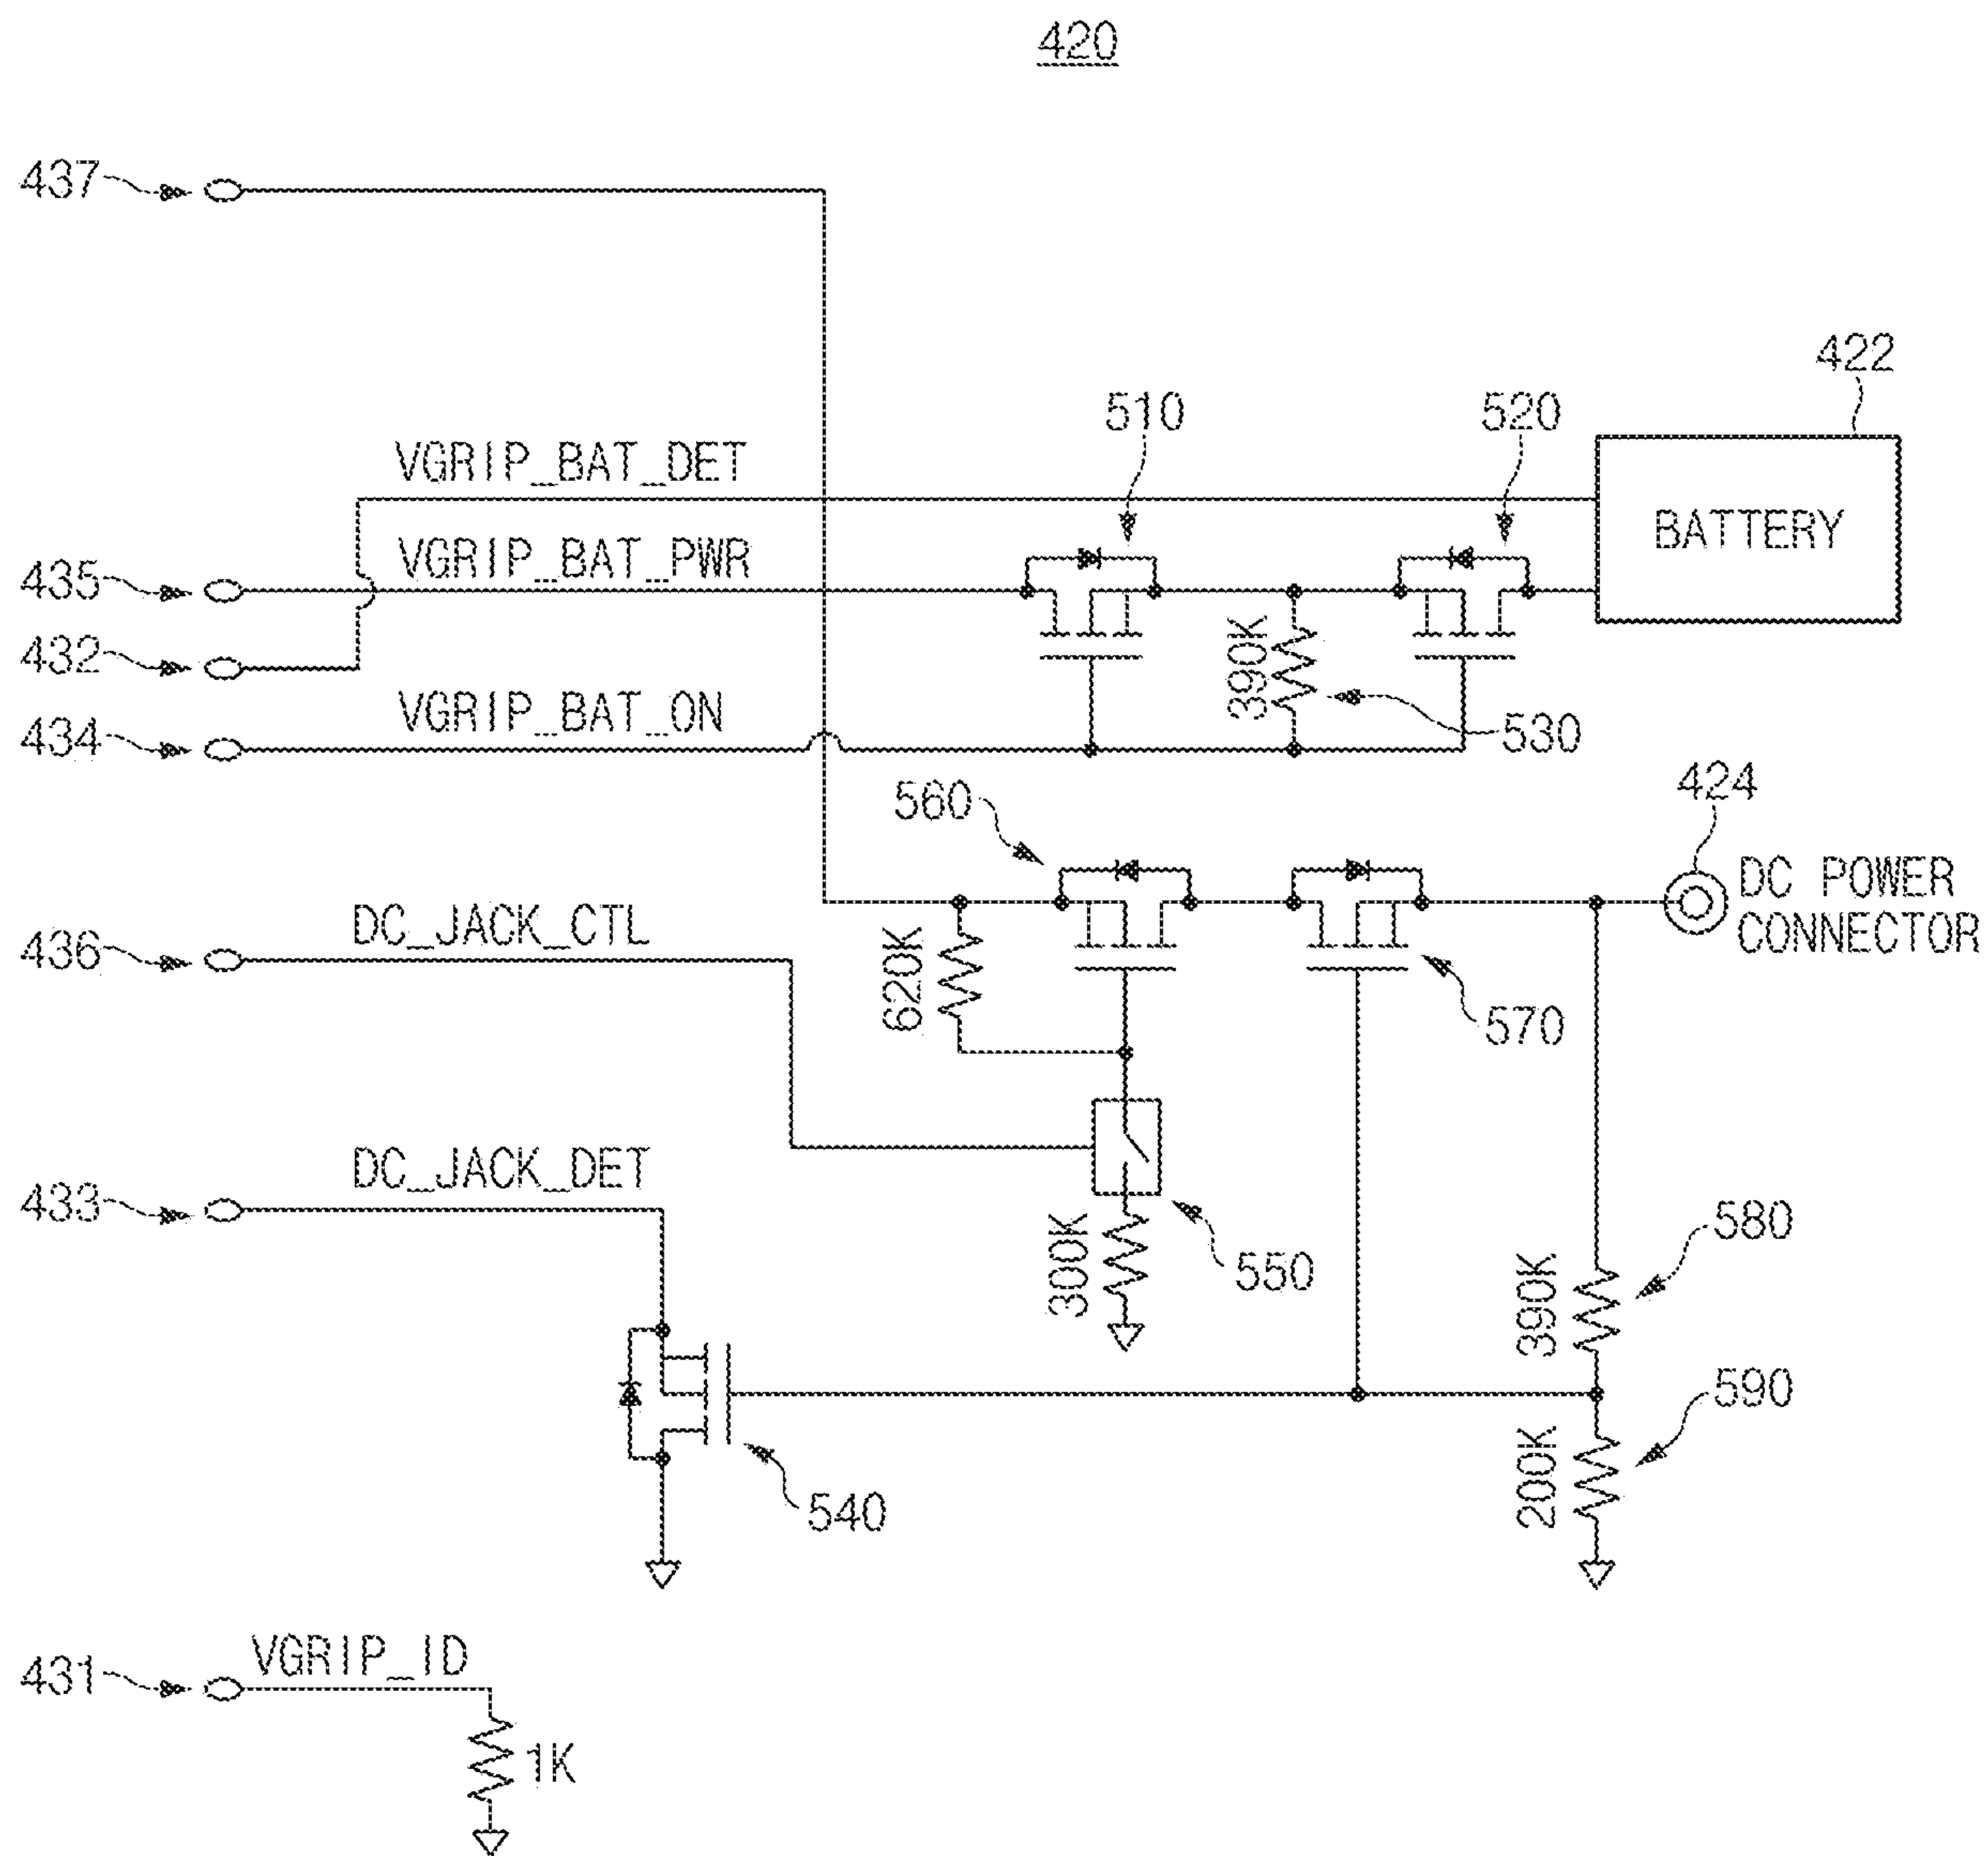 420
437
422
510
520
VGRIP_BAT_DET
BATTERY
VGRIP_BAT_PWR
435
432
390K
VGRIP_BAT_ON
434
530
424
560
DC POWER
CONNECTOR
DC_JACK_CTL
436
620K
570
DC_JACK_DET
433
300K
550
580
390K
590
200K
540
VGRIP_ID
431
1K